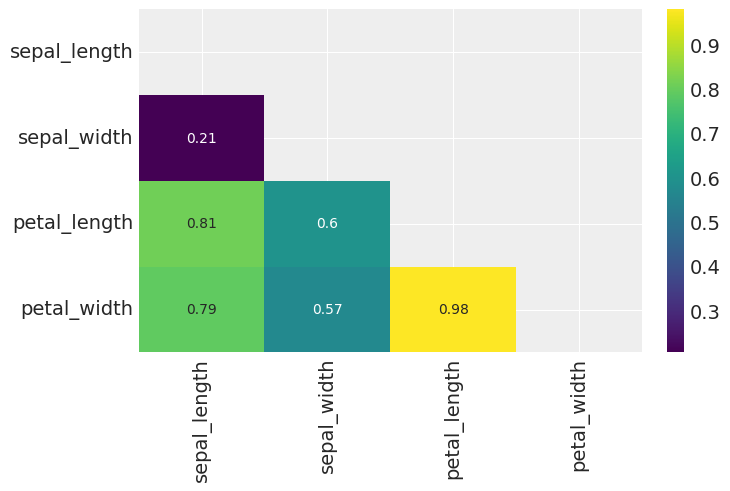 sepal_length
sepal_width
0.21
petal_length
0.81
0.6
petal_width
0.79
0.57
0.98
sepal_length
sepal_width
petal_length
petal_width
0.9
0.8
0.7
0.6
0.5
0.4
0.3